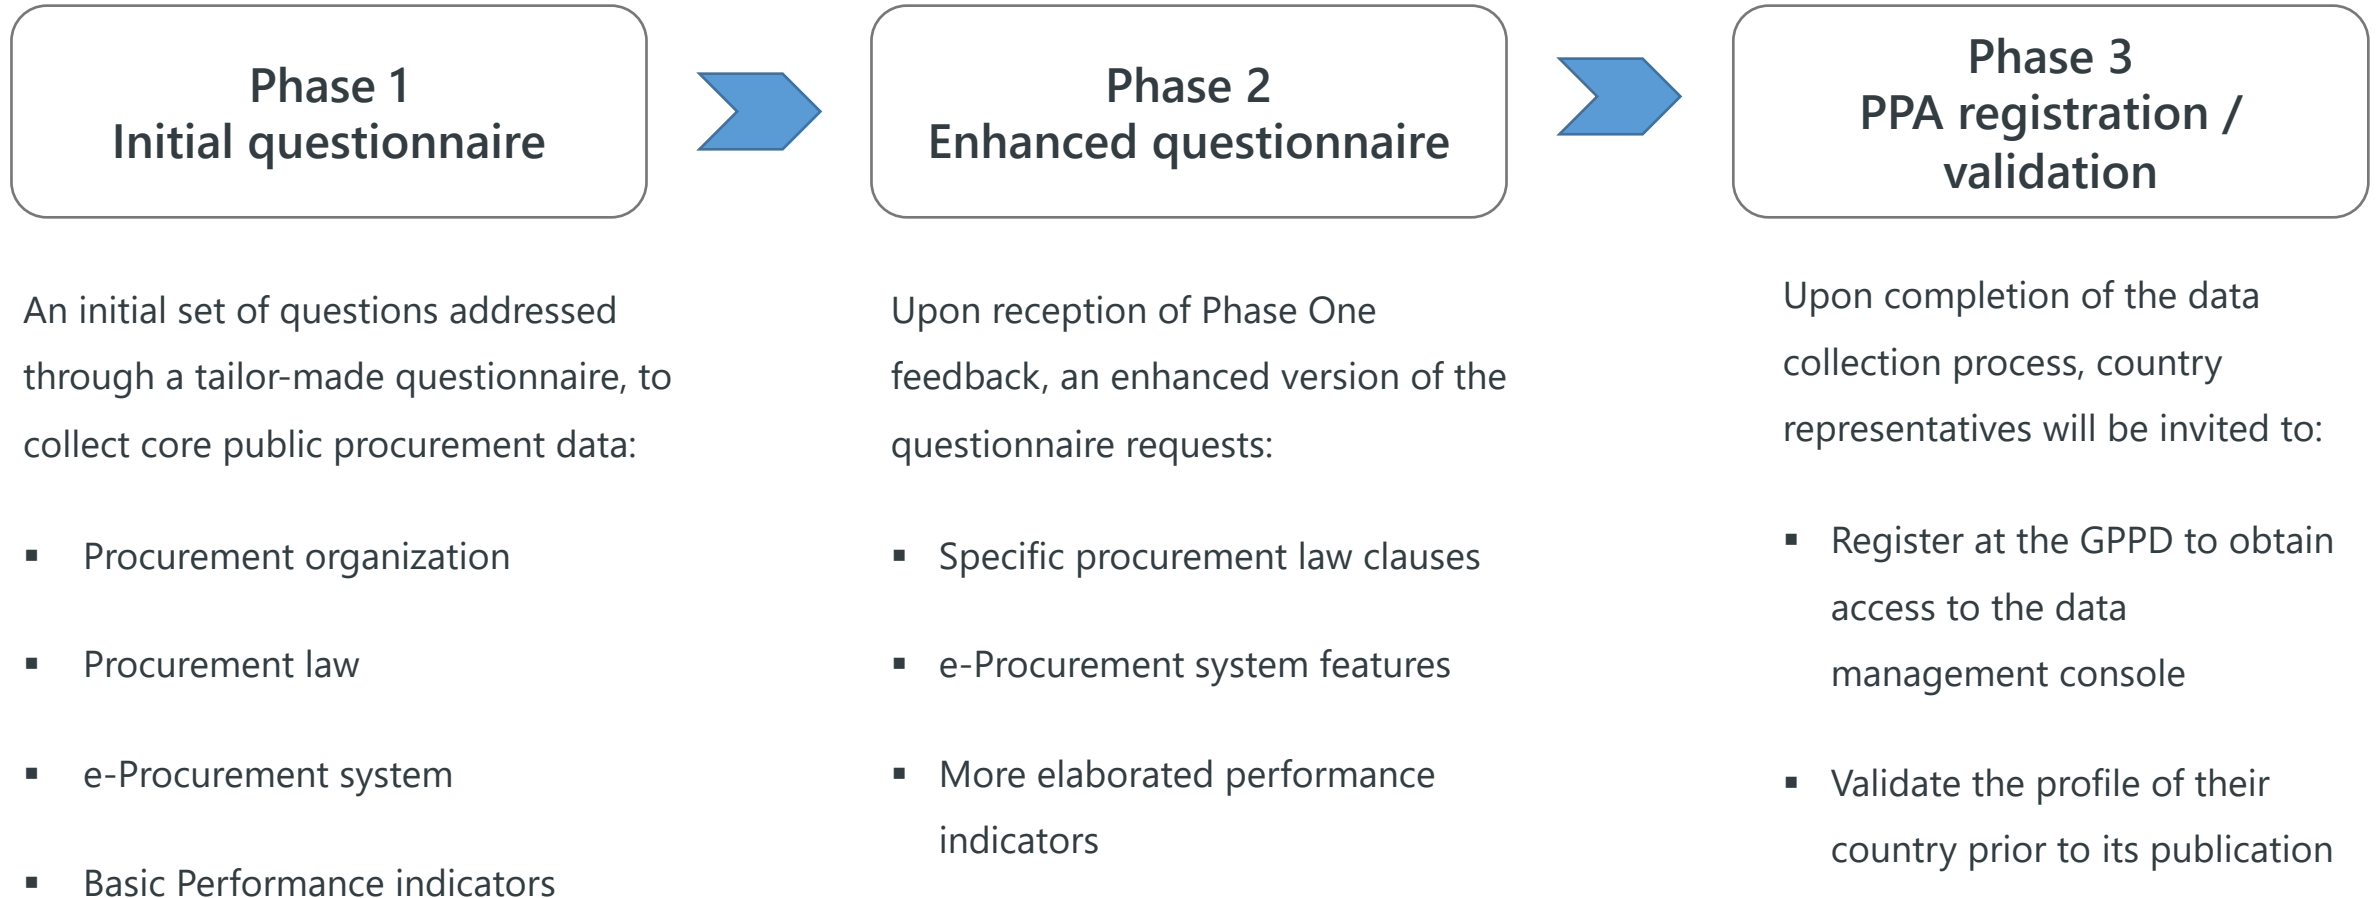 Phase 1
Initial questionnaire
An initial set of questions addressed
through a tailor-made questionnaire, to
collect core public procurement data:
▪ Procurement organization
▪ Procurement law
▪ e-Procurement system
▪ Basic Performance indicators
Phase 2
Enhanced questionnaire
Upon reception of Phase One
feedback, an enhanced version of the
questionnaire requests:
▪ Specific procurement law clauses
▪ e-Procurement system features
▪ More elaborated performance
indicators
Phase 3
PPA registration /
validation
Upon completion of the data
collection process, country
representatives will be invited to:
▪ Register at the GPPD to obtain
access to the data
management console
▪ Validate the profile of their
country prior to its publication